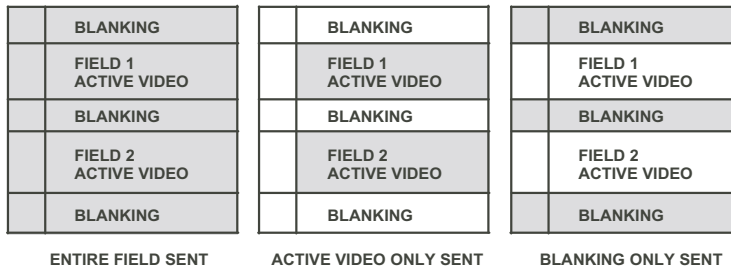 BLANKING
FIELD 1
ACTIVE VIDEO
BLANKING
FIELD 2
ACTIVE VIDEO
BLANKING
ENTIRE FIELD SENT
BLANKING
FIELD 1
ACTIVE VIDEO
BLANKING
FIELD 2
ACTIVE VIDEO
BLANKING
ACTIVE VIDEO ONLY SENT
BLANKING
FIELD 1
ACTIVE VIDEO
BLANKING
FIELD 2
ACTIVE VIDEO
BLANKING
BLANKING ONLY SENT